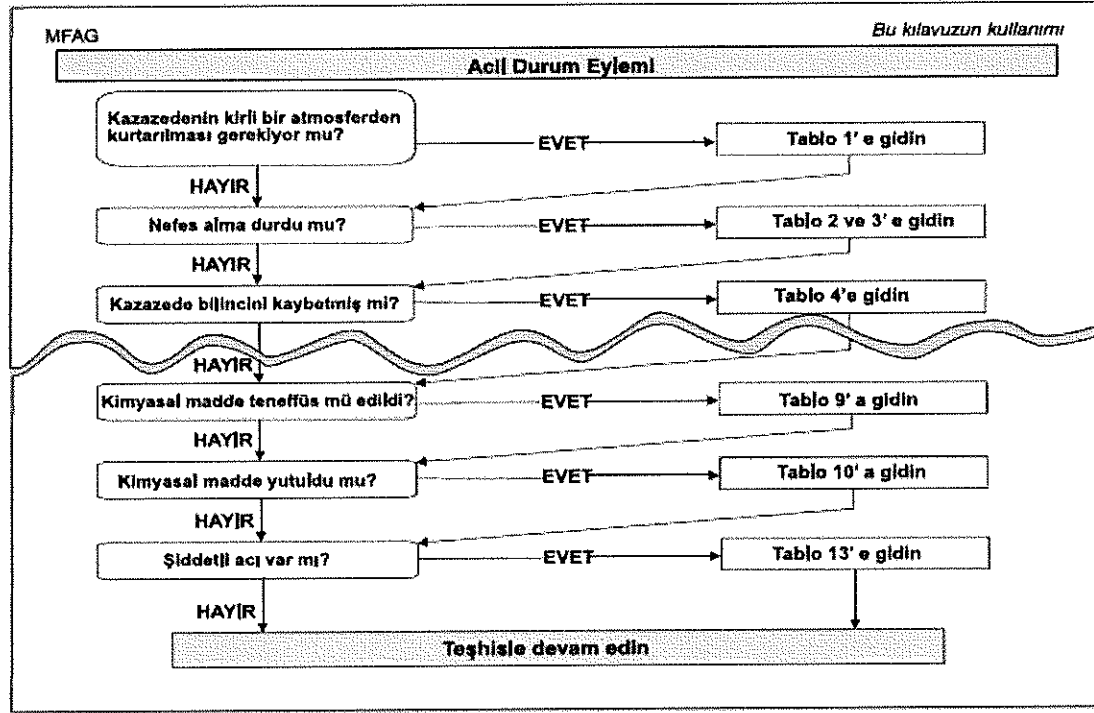 MFAG
Bu kılavuzun kullanımı
Acil Durum Eylemi
Kazazedenin kirli bir atmosferden
kurtarılması gerekiyor mu?
EVET
Tablo 1' e gidin
HAYIR
Nefes alma durdu mu?
EVET
Tablo 2 ve 3' e gidin
HAYIR
Kazazede bilincini kaybetmiş mi?
EVET
Tablo 4'e gidin
HAYIR
Kimyasal madde teneffüs mü edildi?
EVET
Tablo 9' a gidin
HAYIR
Kimyasal madde yutuldu mu?
EVET
Tablo 10' a gidin
HAYIR
Şiddetli acı var mı?
EVET
Tablo 13' e gidin
HAYIR
Teşhisle devam edin